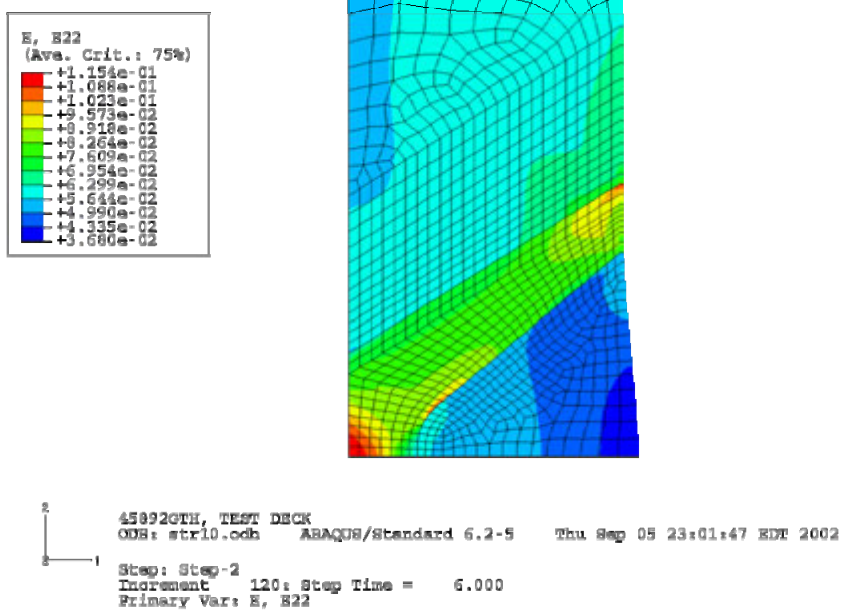 E, E22
(Ave. Crit.: 75%)
+1.154e-01
+1.088e-01
+1.023e-01
+9.573e-02
+8.918e-02
+8.264e-02
+7.609e-02
+6.954e-02
+6.299e-02
+5.644e-02
+4.990e-02
+4.335e-02
+3.680e-02
2
3
1
45892GTH, TEST DECK
ODB: str10.odb ABAQUS/Standard 6.2-5 Thu Sep 05 23:01:47 EDT 2002
Step: Step-2
Increment 120: Step Time = 6.000
Primary Var: E, E22